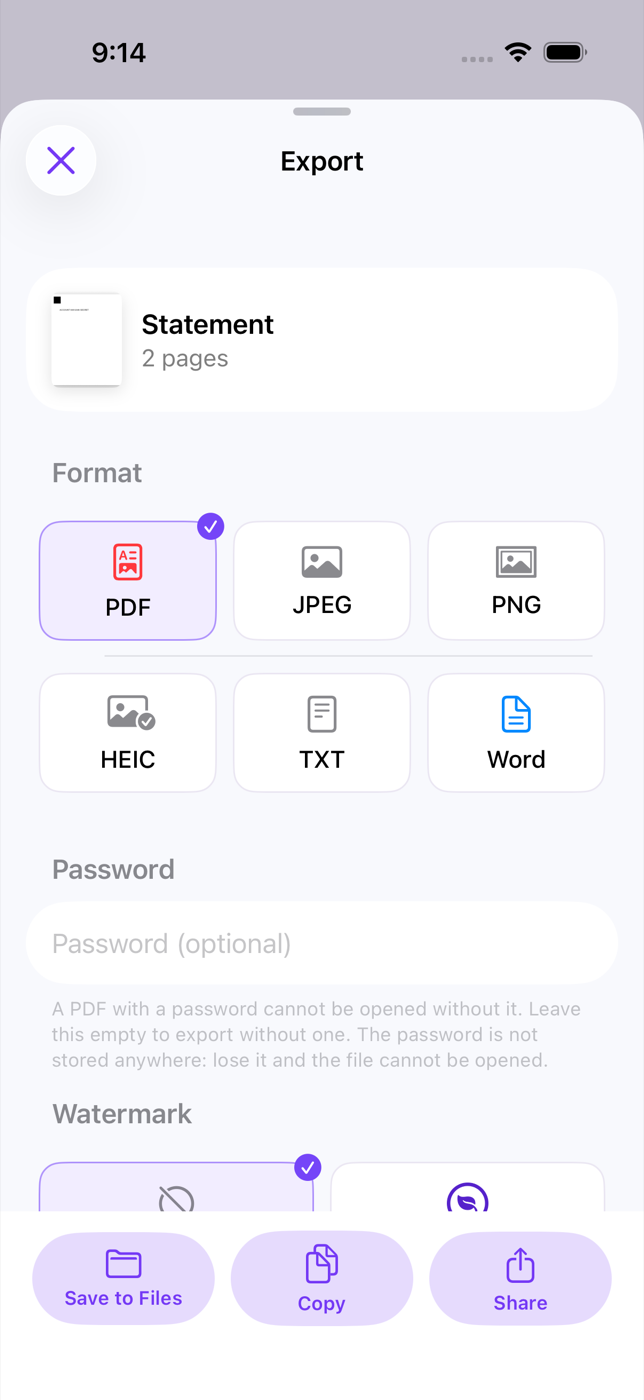 9:14
Export
Statement
2 pages
Format
PDF
JPEG
PNG
HEIC
TXT
Word
Password
Password (optional)
A PDF with a password cannot be opened without it. Leave
this empty to export without one. The password is not
stored anywhere: lose it and the file cannot be opened.
Watermark
Save to Files
Copy
Share